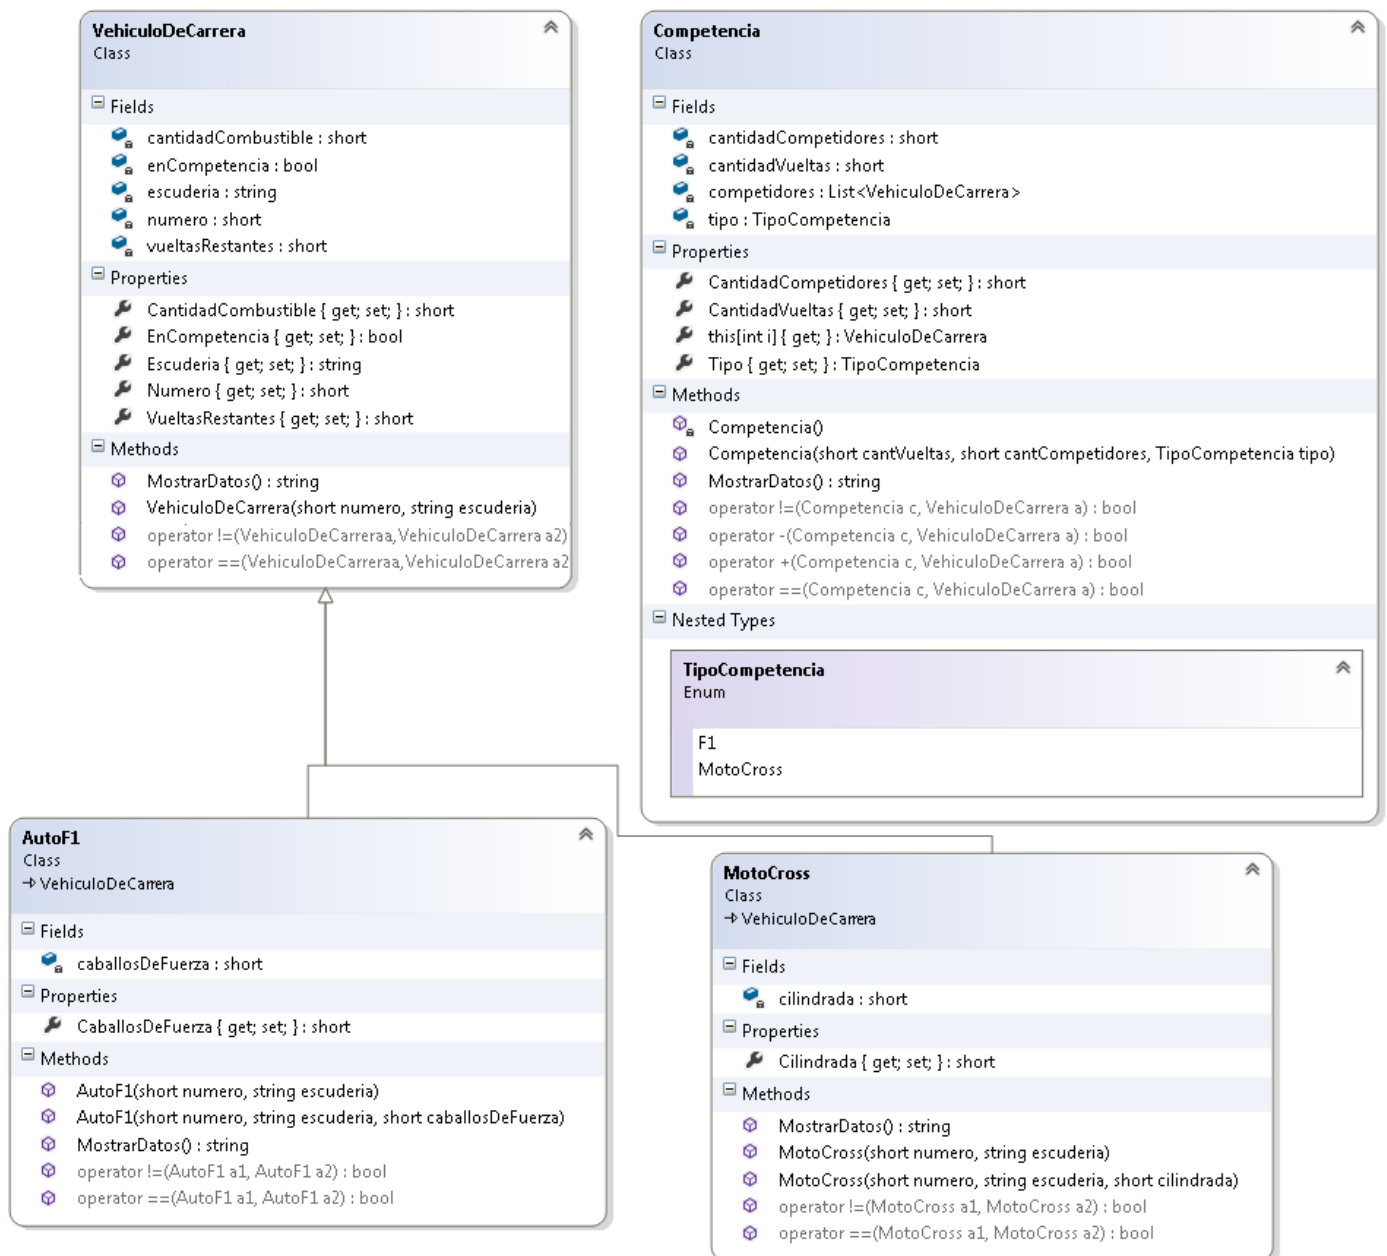 VehiculoDeCarrera
Class
Fields
cantidadCombustible : short
enCompetencia : bool
escuderia : string
numero : short
vueltasRestantes : short
Properties
CantidadCombustible { get; set; } : short
EnCompetencia { get; set; } : bool
Escuderia { get; set; } : string
Numero { get; set; } : short
VueltasRestantes { get; set; } : short
Methods
MostrarDatos() : string
VehiculoDeCarrera(short numero, string escuderia)
operator !=(VehiculoDeCarreraa,VehiculoDeCarrera a2)
operator ==(VehiculoDeCarreraa,VehiculoDeCarrera a2
Competencia
Class
Fields
cantidadCompetidores : short
cantidadVueltas : short
competidores : List<VehiculoDeCarrera>
tipo : TipoCompetencia
Properties
CantidadCompetidores { get; set; } : short
CantidadVueltas { get; set; } : short
this[int i] { get; } : VehiculoDeCarrera
Tipo { get; set; } : TipoCompetencia
Methods
Competencia()
Competencia(short cantVueltas, short cantCompetidores, TipoCompetencia tipo)
MostrarDatos() : string
operator !=(Competencia c, VehiculoDeCarrera a) : bool
operator -(Competencia c, VehiculoDeCarrera a) : bool
operator +(Competencia c, VehiculoDeCarrera a) : bool
operator ==(Competencia c, VehiculoDeCarrera a) : bool
Nested Types
TipoCompetencia
Enum
F1
MotoCross
AutoF1
Class
VehiculoDeCarrera
Fields
caballosDeFuerza : short
Properties
CaballosDeFuerza { get; set; } : short
Methods
AutoF1(short numero, string escuderia)
AutoF1(short numero, string escuderia, short caballosDeFuerza)
MostrarDatos() : string
operator !=(AutoF1 a1, AutoF1 a2) : bool
operator ==(AutoF1 a1, AutoF1 a2) : bool
MotoCross
Class
VehiculoDeCarrera
Fields
cilindrada : short
Properties
Cilindrada { get; set; } : short
Methods
MostrarDatos() : string
MotoCross(short numero, string escuderia)
MotoCross(short numero, string escuderia, short cilindrada)
operator !=(MotoCross a1, MotoCross a2) : bool
operator ==(MotoCross a1, MotoCross a2) : bool